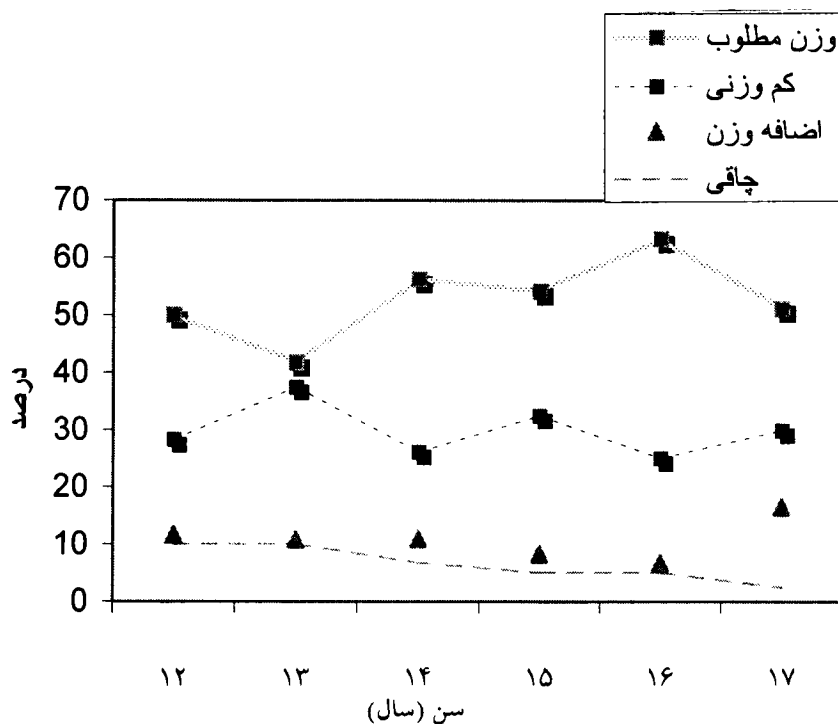 وزن مطلوب
کم وزنی
اضافه وزن
چاقی
70
60
50
40
30
20
10
0
درصد
۱۲ ۱۳ ۱۴ ۱۵ ۱۶ ۱۷
سن (سال)